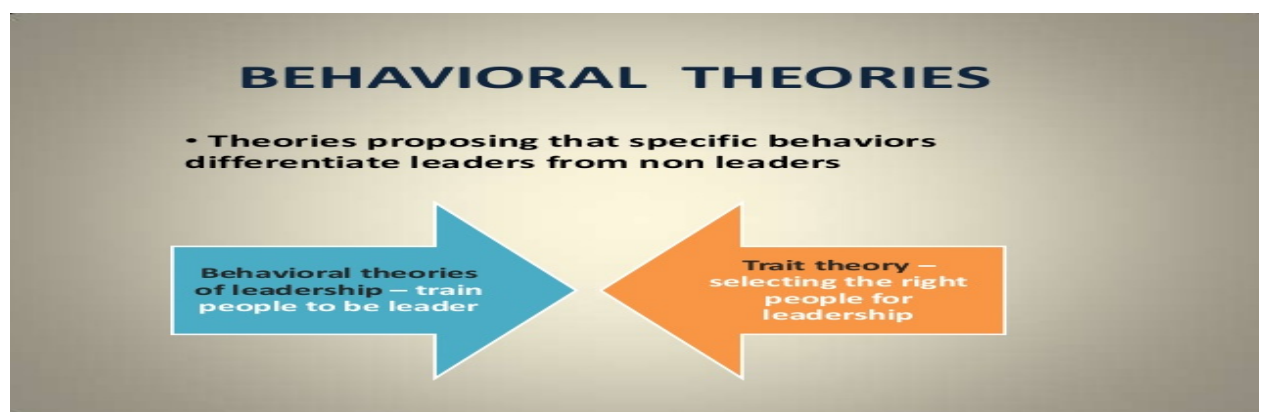 BEHAVIORAL THEORIES
• Theories proposing that specific behaviors
differentiate leaders from non leaders
Behavioral theories
of leadership – train
people to be leader
Trait theory –
selecting the right
people for
leadership